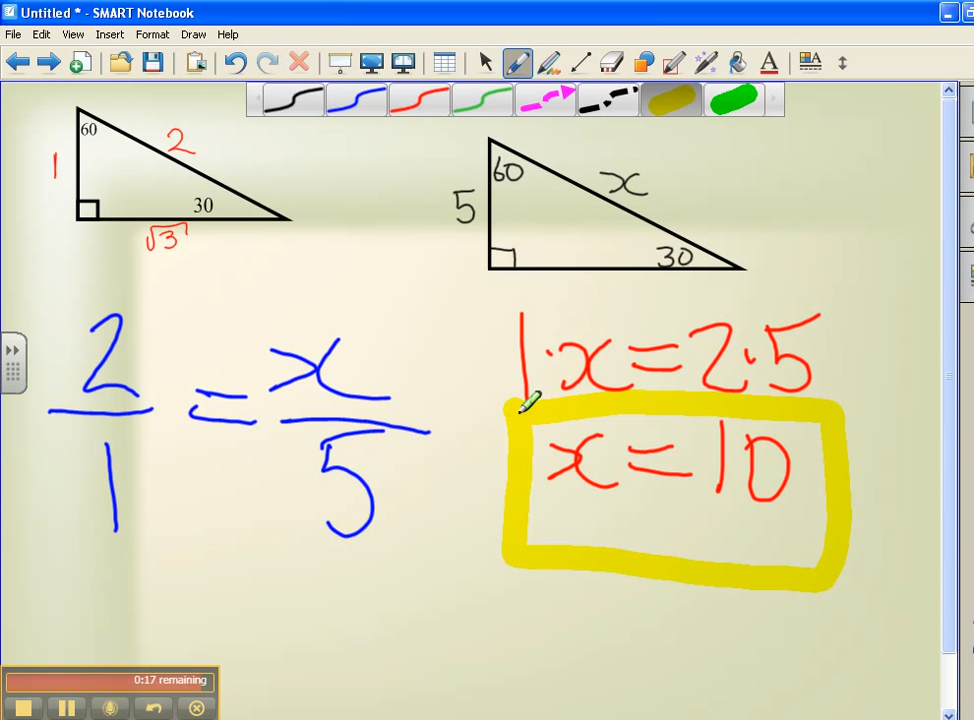 Untitled * - SMART Notebook
File Edit View Insert Format Draw Help
60
1
2
30
√3
60
5
x
30
2/1 = x/5
1·x=2·5
x=10
0:17 remaining